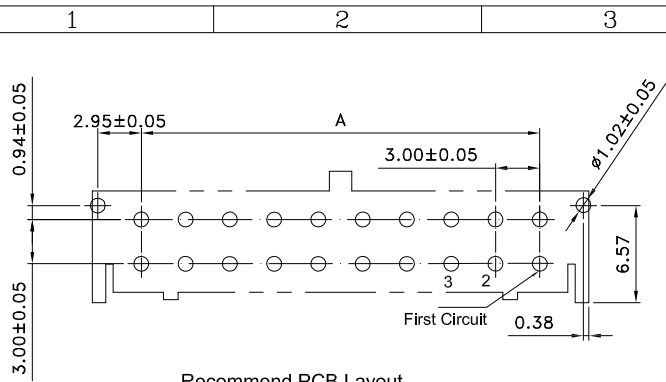 1 2 3
0.94±0.05
2.95±0.05
A
3.00±0.05
ø1.02±0.05
3 2
6.57
First Circuit
0.38
3.00±0.05
Recommend PCB Layout